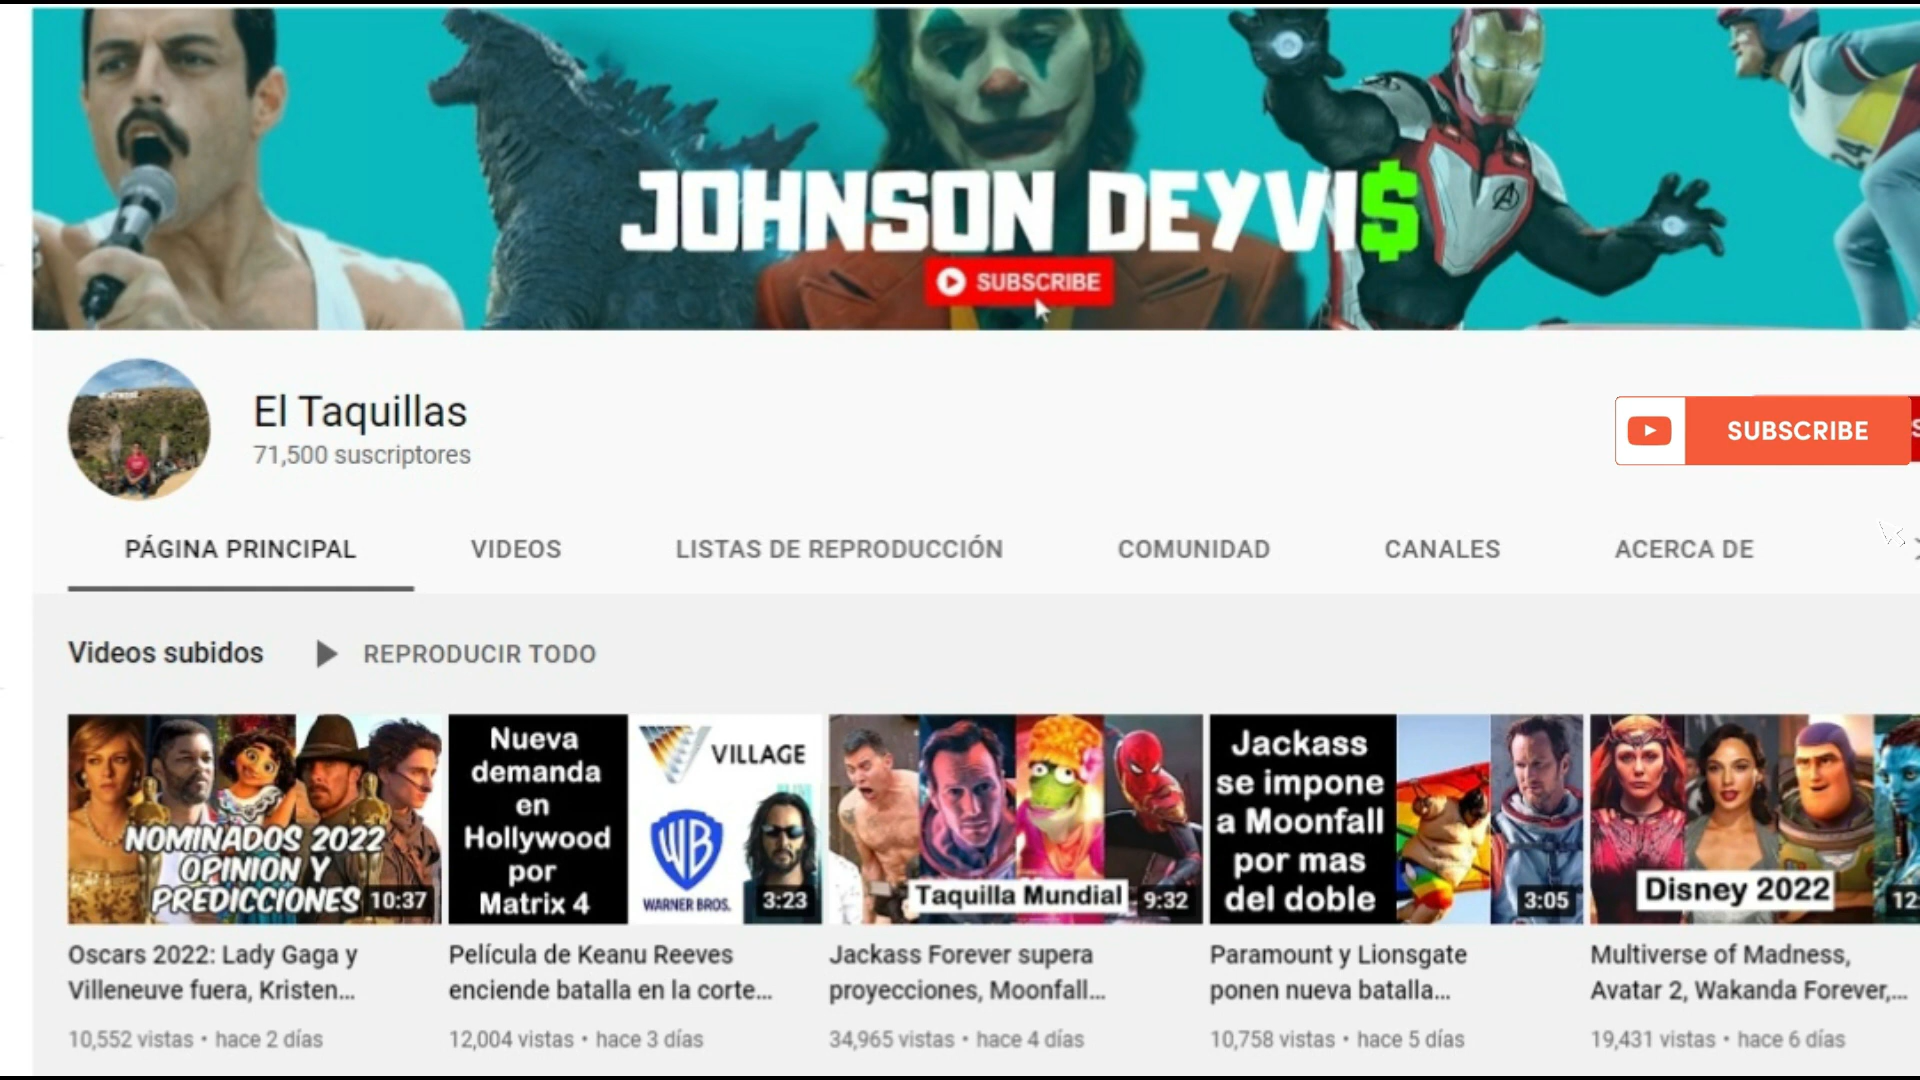 JOHNSON DEYVI$
SUBSCRIBE
El Taquillas
71,500 suscriptores
SUBSCRIBE
PÁGINA PRINCIPAL
VIDEOS
LISTAS DE REPRODUCCIÓN
COMUNIDAD
CANALES
ACERCA DE
Videos subidos
REPRODUCIR TODO
NOMINADOS 2022
OPINION Y
PREDICCIONES
10:37
Nueva
demanda
en
Hollywood
por
Matrix 4
VILLAGE
WB
WARNER BROS.
3:23
Taquilla Mundial
9:32
Jackass
se impone
a Moonfall
por mas
del doble
3:05
Disney 2022
12:
Oscars 2022: Lady Gaga y
Villeneuve fuera, Kristen...
10,552 vistas • hace 2 días
Película de Keanu Reeves
enciende batalla en la corte...
12,004 vistas • hace 3 días
Jackass Forever supera
proyecciones, Moonfall...
34,965 vistas • hace 4 días
Paramount y Lionsgate
ponen nueva batalla...
10,758 vistas • hace 5 días
Multiverse of Madness,
Avatar 2, Wakanda Forever,...
19,431 vistas • hace 6 días